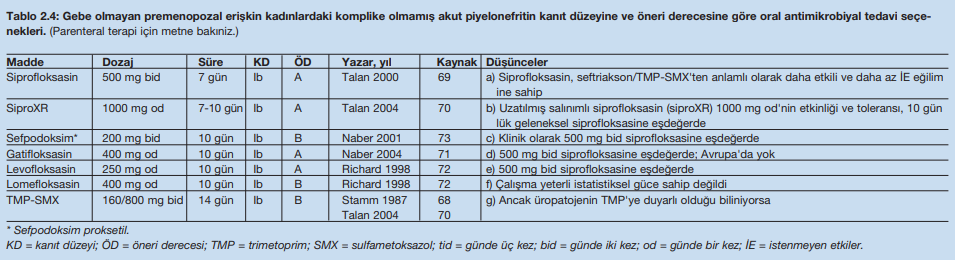 Tablo 2.4: Gebe olmayan premenopozal erişkin kadınlardaki komplike olmamış akut piyelonefritin kanıt düzeyine ve öneri derecesine göre oral antimikrobiyal tedavi seçe-
nekleri. (Parenteral terapi için metne bakınız.)
Madde Dozaj Süre KD ÖD Yazar, yıl Kaynak Düşünceler
Siprofloksasin 500 mg bid 7 gün Ib A Talan 2000 69 a) Siprofloksasin, seftriakson/TMP-SMX'ten anlamlı olarak daha etkili ve daha az İE eğilim
ine sahip
SiproXR 1000 mg od 7-10 gün Ib A Talan 2004 70 b) Uzatılmış salınımlı siprofloksasin (siproXR) 1000 mg od'nin etkinliği ve toleransı, 10 gün
lük geleneksel siprofloksasine eşdeğerde
Sefpodoksim* 200 mg bid 10 gün Ib B Naber 2001 73 c) Klinik olarak 500 mg bid siprofloksasine eşdeğerde
Gatifloksasin 400 mg od 10 gün Ib A Naber 2004 71 d) 500 mg bid siprofloksasine eşdeğerde; Avrupa'da yok
Levofloksasin 250 mg od 10 gün Ib A Richard 1998 72 e) 500 mg bid siprofloksasine eşdeğerde
Lomefloksasin 400 mg od 10 gün Ib B Richard 1998 72 f) Çalışma yeterli istatistiksel güce sahip değildi
TMP-SMX 160/800 mg bid 14 gün Ib B Stamm 1987 68 g) Ancak üropatojenin TMP'ye duyarlı olduğu biliniyorsa
Talan 2004 70
* Sefpodoksim proksetil.
KD = kanıt düzeyi; ÖD = öneri derecesi; TMP = trimetoprim; SMX = sulfametoksazol; tid = günde üç kez; bid = günde iki kez; od = günde bir kez; İE = istenmeyen etkiler.